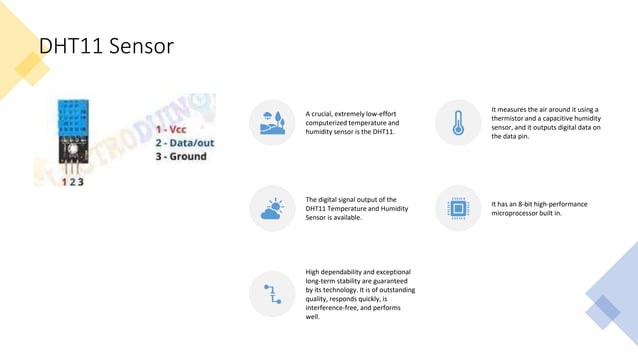 DHT11 Sensor
1 - Vcc
2 - Data/out
3 - Ground
1 2 3
A crucial, extremely low-effort
computerized temperature and
humidity sensor is the DHT11.
It measures the air around it using a
thermistor and a capacitive humidity
sensor, and it outputs digital data on
the data pin.
The digital signal output of the
DHT11 Temperature and Humidity
Sensor is available.
It has an 8-bit high-performance
microprocessor built in.
High dependability and exceptional
long-term stability are guaranteed
by its technology. It is of outstanding
quality, responds quickly, is
interference-free, and performs
well.